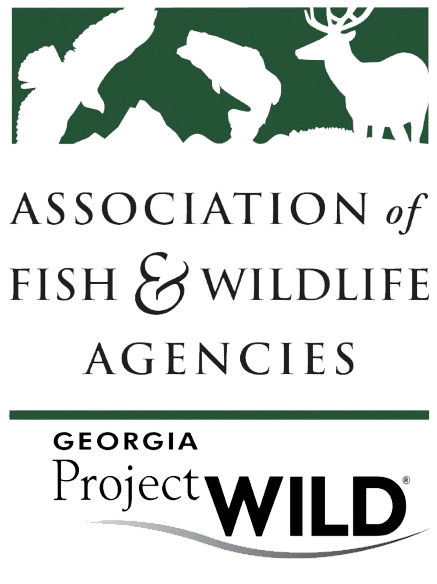 ASSOCIATION of
FISH & WILDLIFE
AGENCIES
GEORGIA
Project WILD®